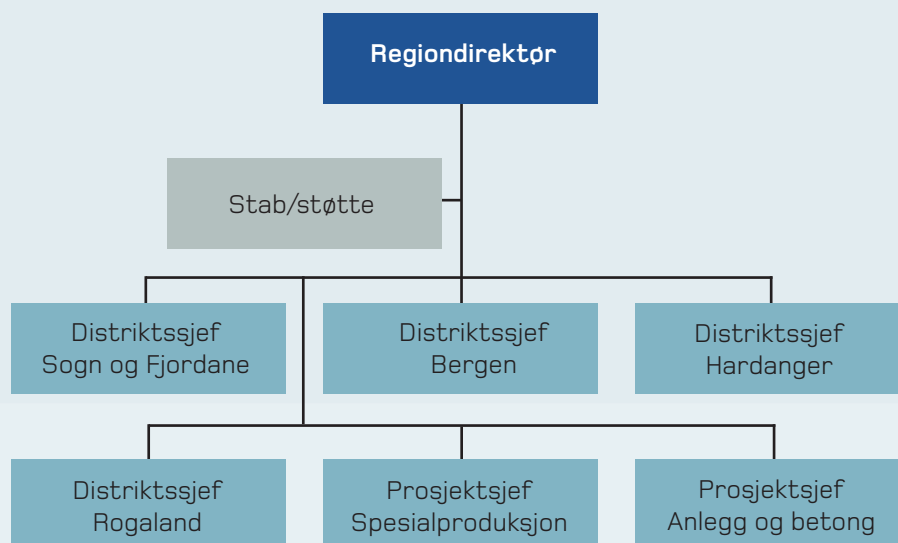 Regiondirektør
Stab/støtte
Distriktssjef
Sogn og Fjordane
Distriktssjef
Bergen
Distriktssjef
Hardanger
Distriktssjef
Rogaland
Prosjektsjef
Spesialproduksjon
Prosjektsjef
Anlegg og betong